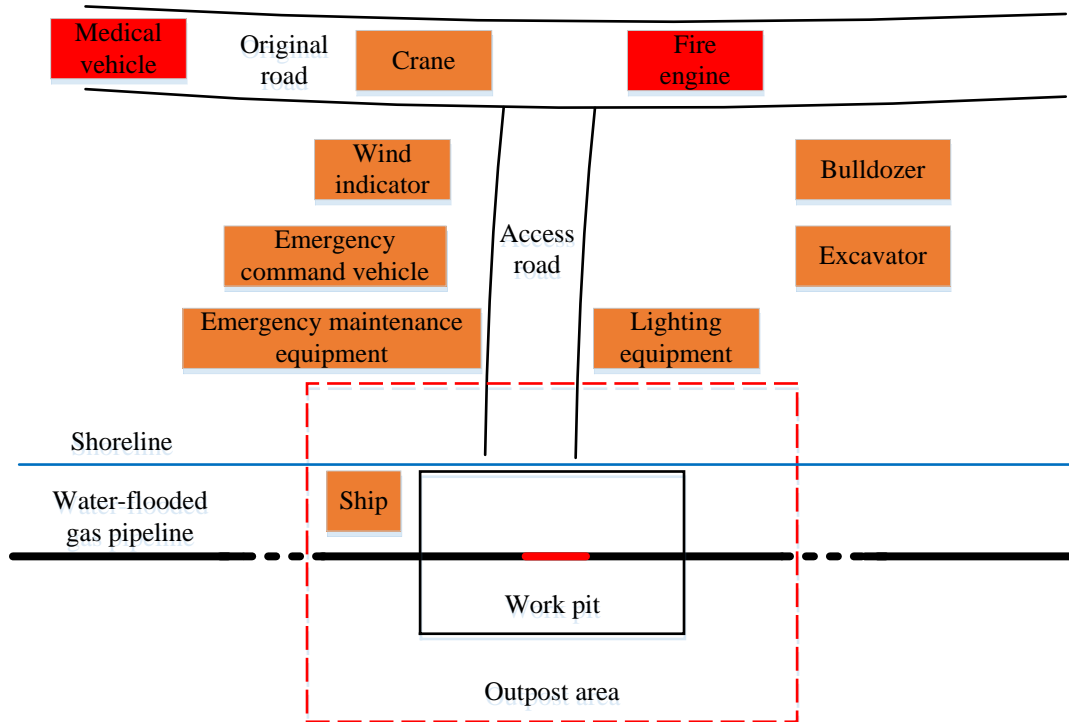 Medical
vehicle
Original
road
Crane
Fire
engine
Wind
indicator
Bulldozer
Access
road
Emergency
command vehicle
Excavator
Emergency maintenance
equipment
Lighting
equipment
Shoreline
Water-flooded
gas pipeline
Ship
Work pit
Outpost area